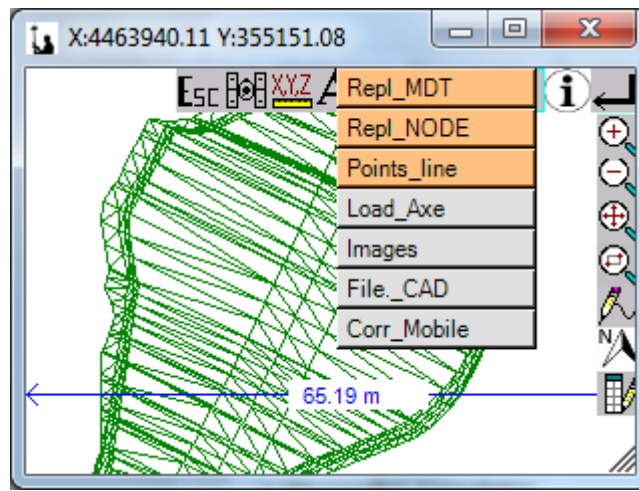 X:4463940.11 Y:355151.08
Esc X,Y,Z A i
Repl_MDT
Repl_NODE
Points_line
Load_Axe
Images
File._CAD
Corr_Mobile
N
65.19 m